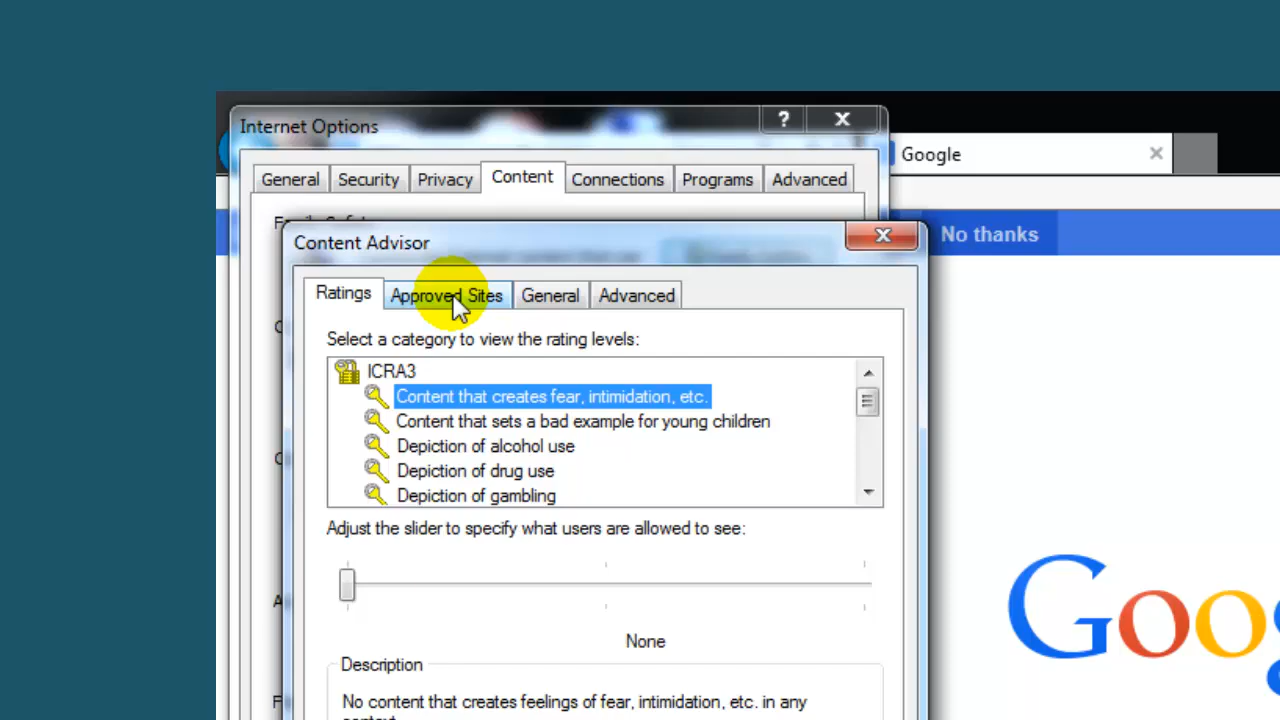 Internet Options
?
Google
General Security Privacy Content Connections Programs Advanced
Content Advisor
No thanks
Ratings Approved Sites General Advanced
Select a category to view the rating levels:
ICRA3
Content that creates fear, intimidation, etc.
Content that sets a bad example for young children
Depiction of alcohol use
Depiction of drug use
Depiction of gambling
Adjust the slider to specify what users are allowed to see:
None
Description
No content that creates feelings of fear, intimidation, etc. in any
Goog